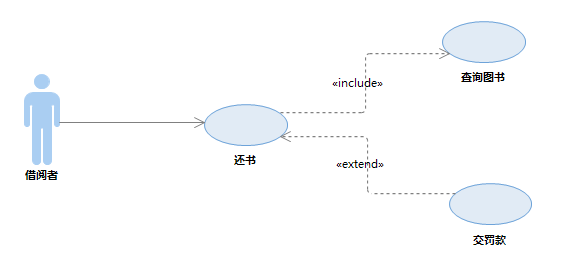 查询图书
«include»
还书
«extend»
借阅者
交罚款